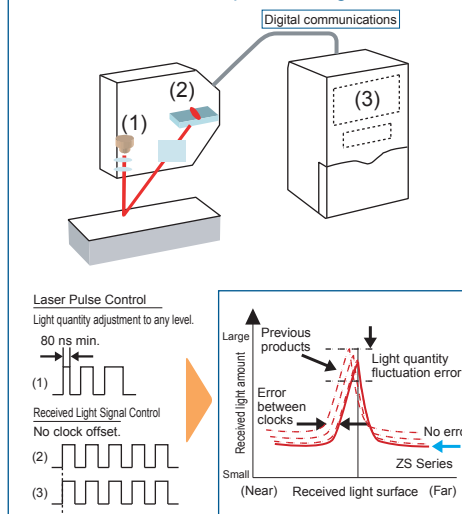 Digital communications
(2)
(3)
(1)
Laser Pulse Control
Light quantity adjustment to any level.
80 ns min.
(1)
Received Light Signal Control
No clock offset.
(2)
(3)
Large
Received light amount
Small
Previous
products
Light quantity
fluctuation error
Error
between
clocks
No erro
ZS Series
(Near)
Received light surface
(Far)